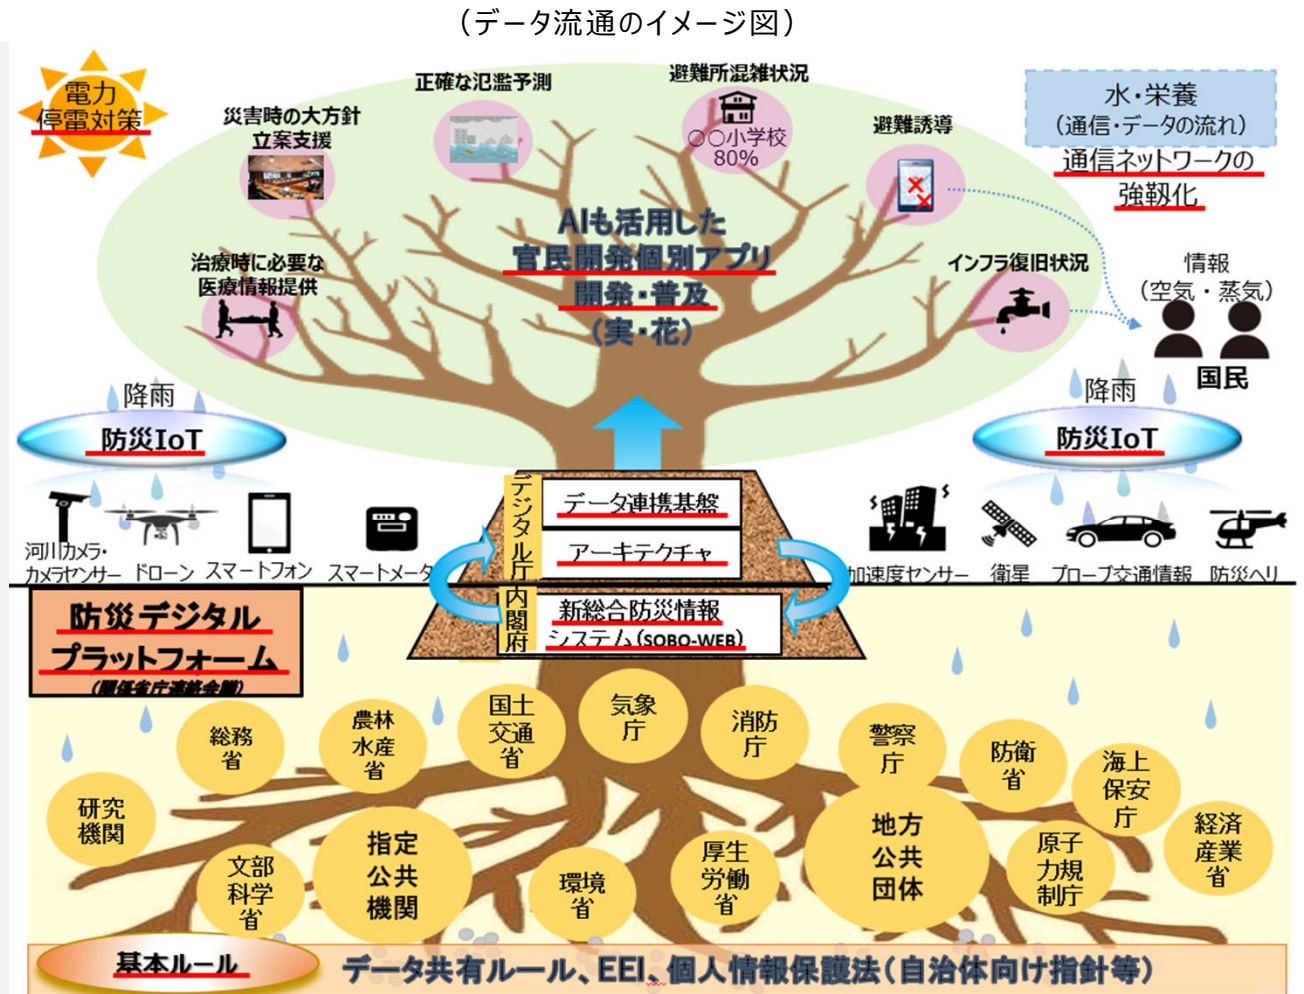 （データ流通のイメージ図）
電力
停電対策
災害時の大方針
立案支援
正確な氾濫予測
避難所混雑状況
○○小学校
80%
避難誘導
水・栄養
（通信・データの流れ）
通信ネットワークの
強靱化
治療時に必要な
医療情報提供
AIも活用した
官民開発個別アプリ
開発・普及
（実・花）
インフラ復旧状況
情報
（空気・蒸気）
国民
降雨
防災IoT
降雨
防災IoT
河川カメラ・
カメラセンサー
ドローン
スマートフォン
スマートメータ
デジタル庁
データ連携基盤
アーキテクチャ
加速度センサー
衛星
プローブ交通情報
防災ヘリ
内閣府
新総合防災情報
システム（SOBO-WEB）
防災デジタル
プラットフォーム
（関係省庁連絡会議）
総務
省
農林
水産
省
国土
交通
省
気象
庁
消防
庁
警察
庁
防衛
省
海上
保安
庁
研究
機関
文部
科学
省
指定
公共
機関
環境
省
厚生
労働
省
地方
公共
団体
原子
力規
制庁
経済
産業
省
基本ルール
データ共有ルール、EEI、個人情報保護法（自治体向け指針等）